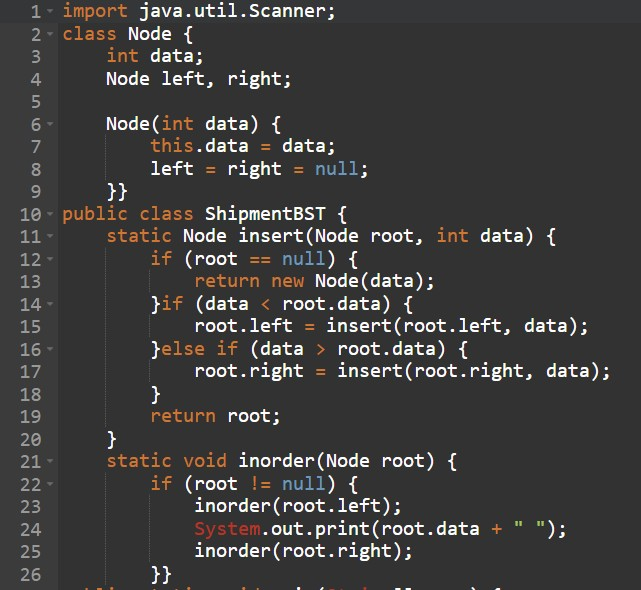 1 import java.util.Scanner;
2 class Node {
3 int data;
4 Node left, right;
5
6 Node(int data) {
7 this.data = data;
8 left = right = null;
9 }}
10 public class ShipmentBST {
11 static Node insert(Node root, int data) {
12 if (root == null) {
13 return new Node(data);
14 }if (data < root.data) {
15 root.left = insert(root.left, data);
16 }else if (data > root.data) {
17 root.right = insert(root.right, data);
18 }
19 return root;
20 }
21 static void inorder(Node root) {
22 if (root != null) {
23 inorder(root.left);
24 System.out.print(root.data + " ");
25 inorder(root.right);
26 }}